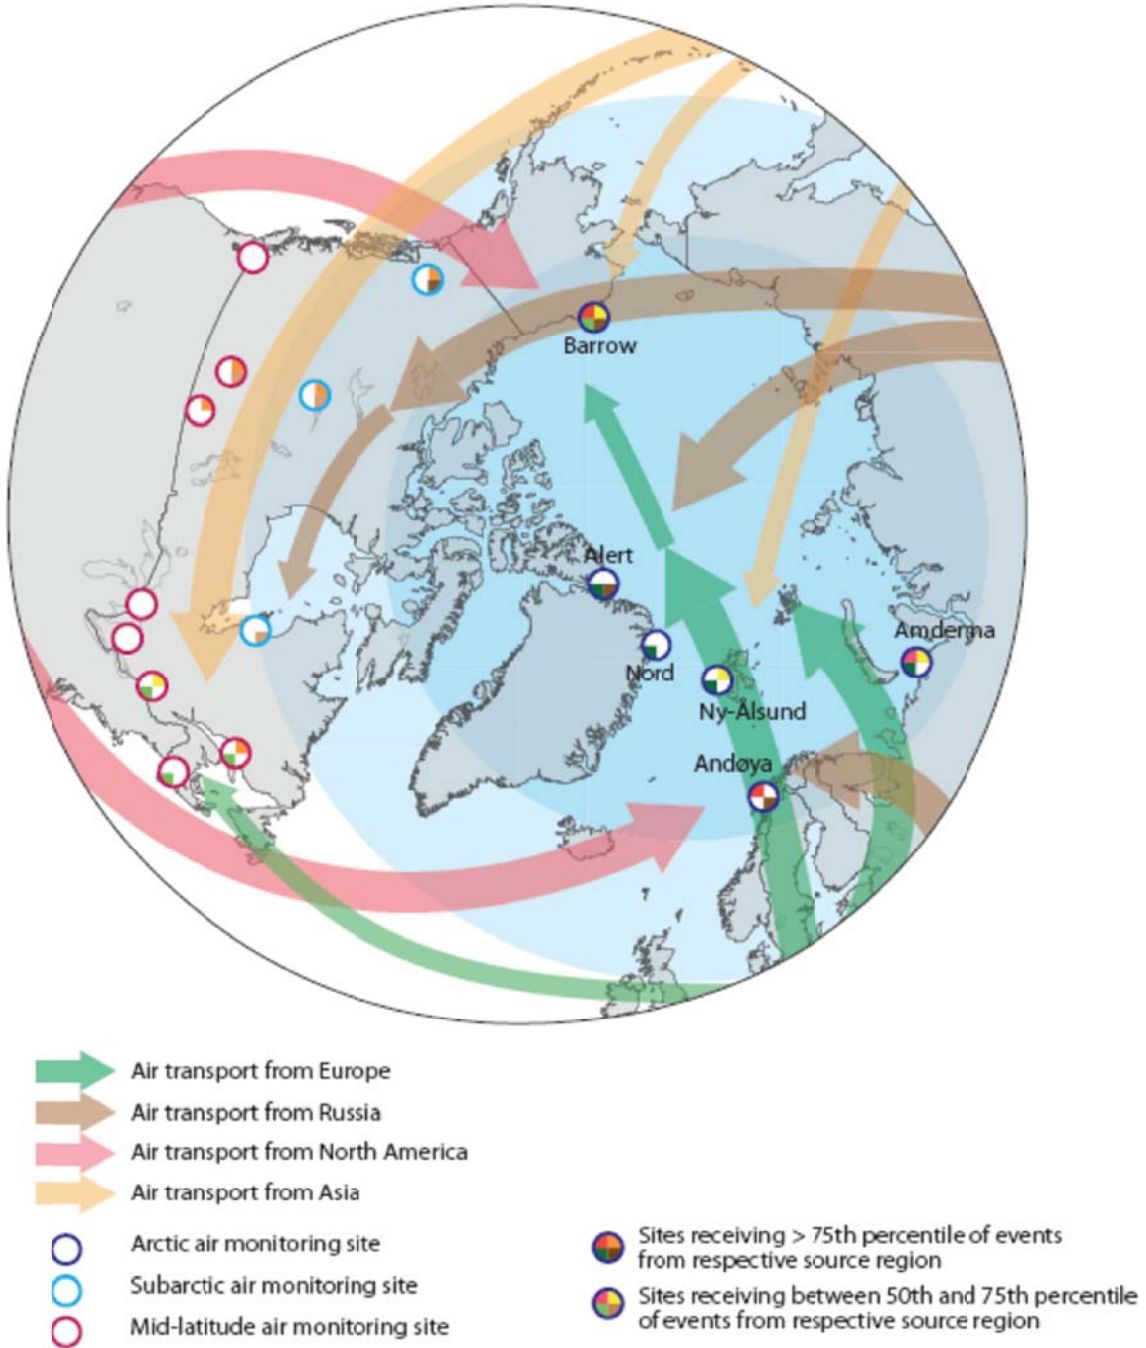 Barrow
Alert
Amderma
Nord
Ny-Ålsund
Andøya
Air transport from Europe
Air transport from Russia
Air transport from North America
Air transport from Asia
Arctic air monitoring site
Subarctic air monitoring site
Mid-latitude air monitoring site
Sites receiving > 75th percentile of events
from respective source region
Sites receiving between 50th and 75th percentile
of events from respective source region